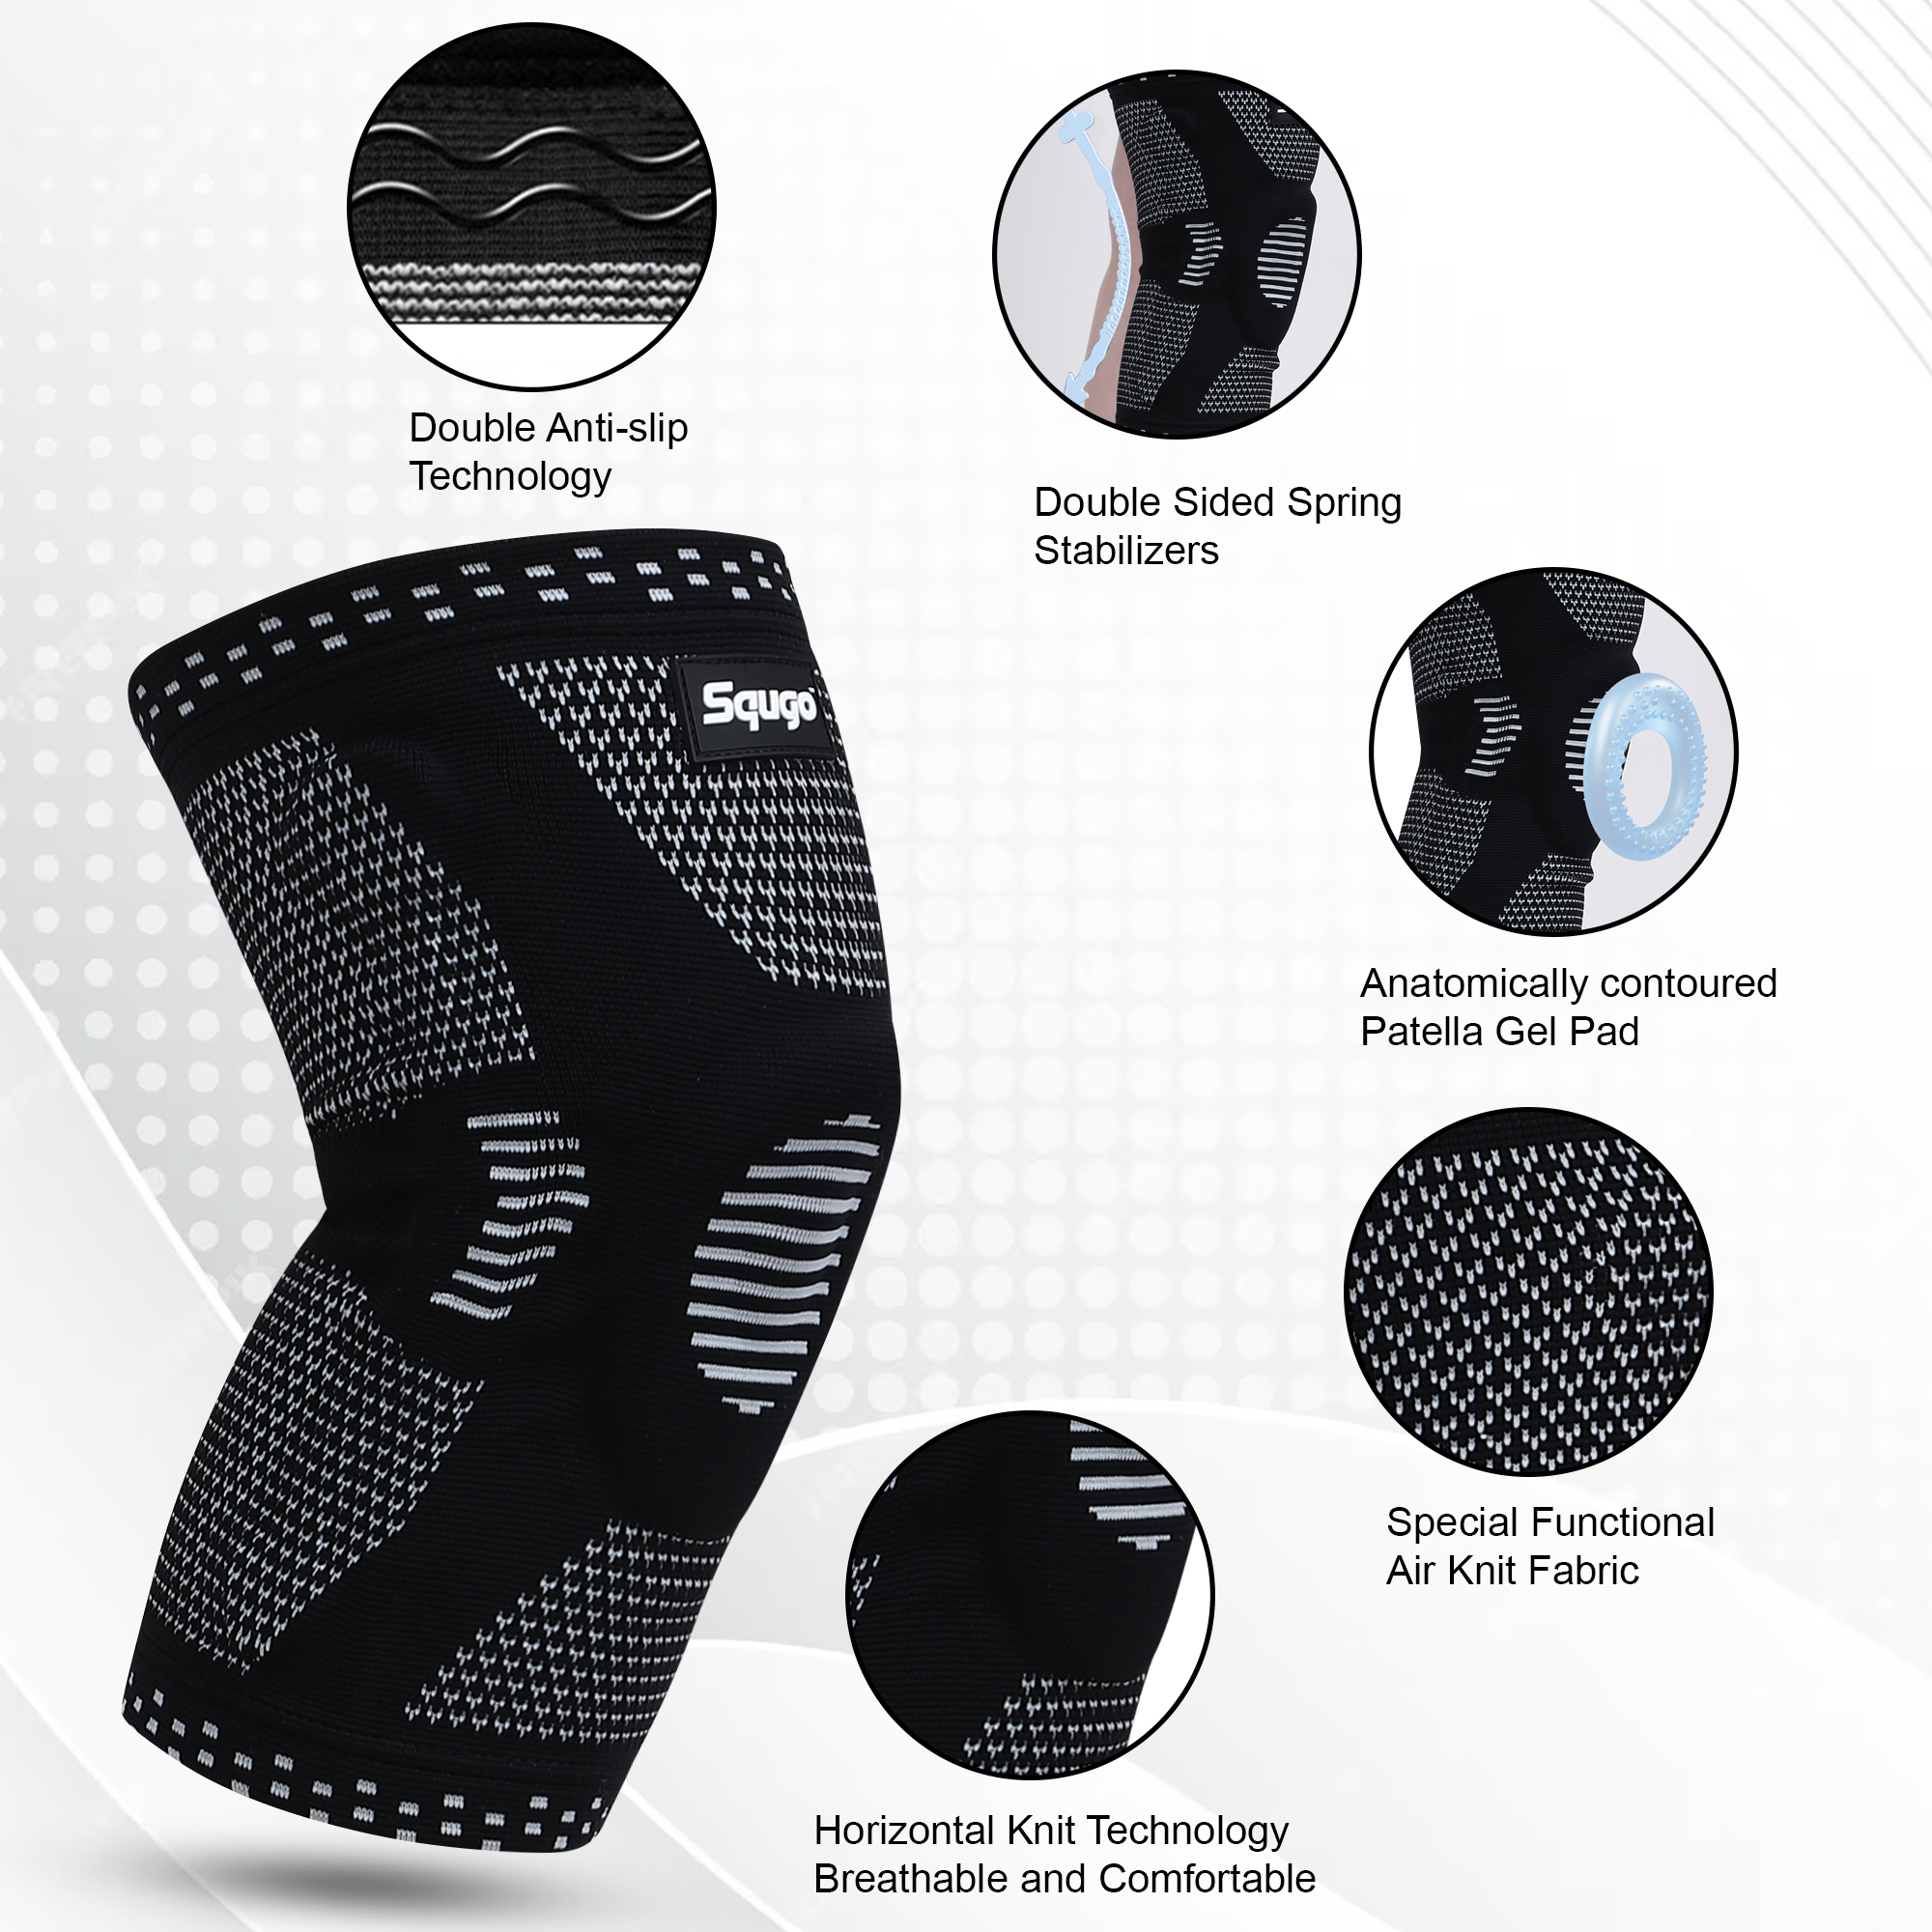 Double Anti-slip
Technology
Double Sided Spring
Stabilizers
Squgo
Anatomically contoured
Patella Gel Pad
Special Functional
Air Knit Fabric
Horizontal Knit Technology
Breathable and Comfortable